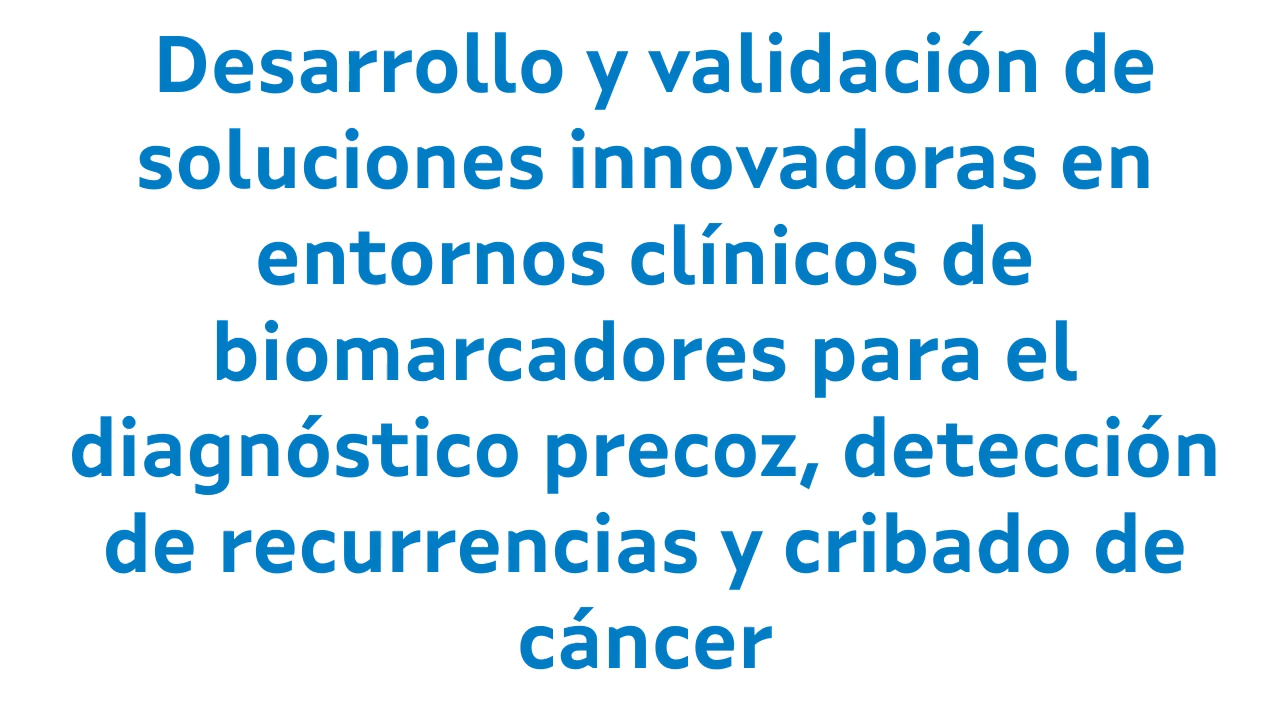 Desarrollo y validación de
soluciones innovadoras en
entornos clínicos de
biomarcadores para el
diagnóstico precoz, detección
de recurrencias y cribado de
cáncer